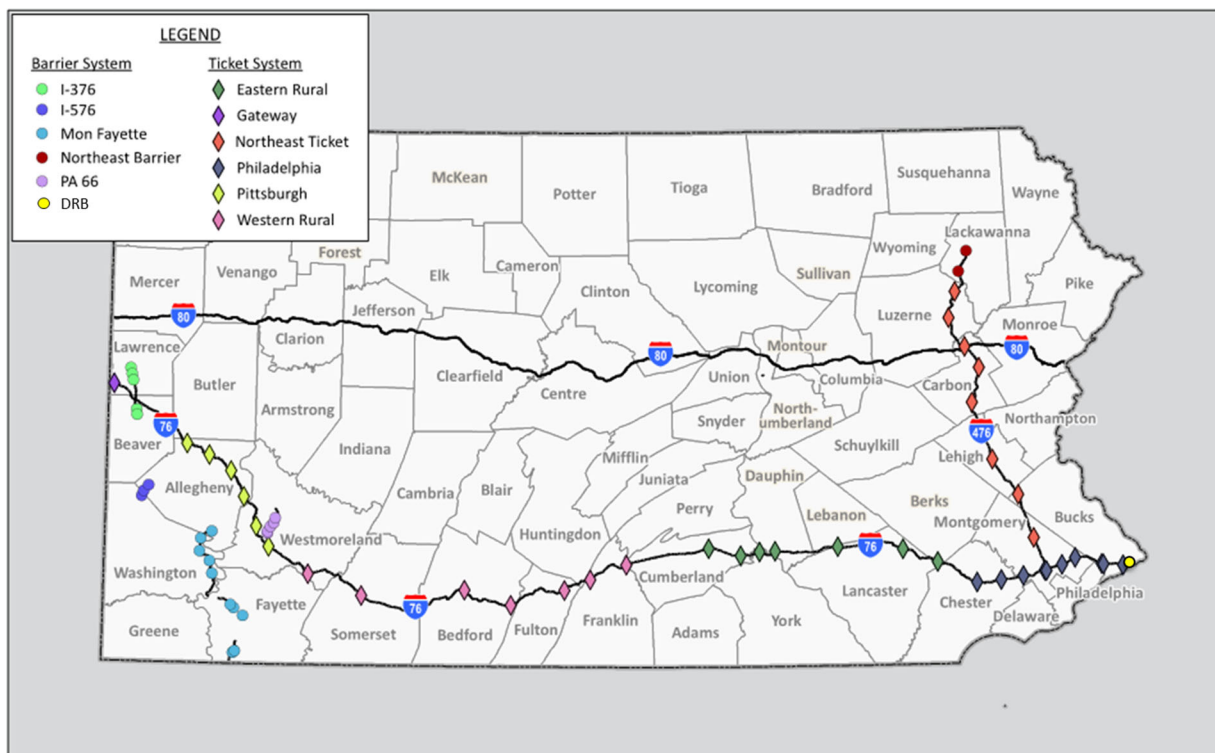 LEGEND
Barrier System
I-376
I-576
Mon Fayette
Northeast Barrier
PA 66
DRB
Ticket System
Eastern Rural
Gateway
Northeast Ticket
Philadelphia
Pittsburgh
Western Rural
McKean
Potter
Tioga
Bradford
Susquehanna
Wayne
Forest
Wyoming
Lackawanna
Mercer
Venango
Elk
Cameron
Sullivan
Pike
Clinton
Lycoming
Luzerne
Jefferson
80
Clarion
Monroe
Lawrence
80
Montour
80
Butler
Clearfield
Union
Columbia
Carbon
Centre
Armstrong
Snyder
North-
umberland
Northampton
76
476
Beaver
Indiana
Mifflin
Schuylkill
Lehigh
Allegheny
Cambria
Blair
Juniata
Dauphin
Perry
Lebanon
Berks
Montgomery
Bucks
Huntingdon
Westmoreland
76
Washington
Cumberland
Lancaster
Philadelphia
Fayette
76
Chester
Delaware
Greene
Somerset
Bedford
Fulton
Franklin
Adams
York